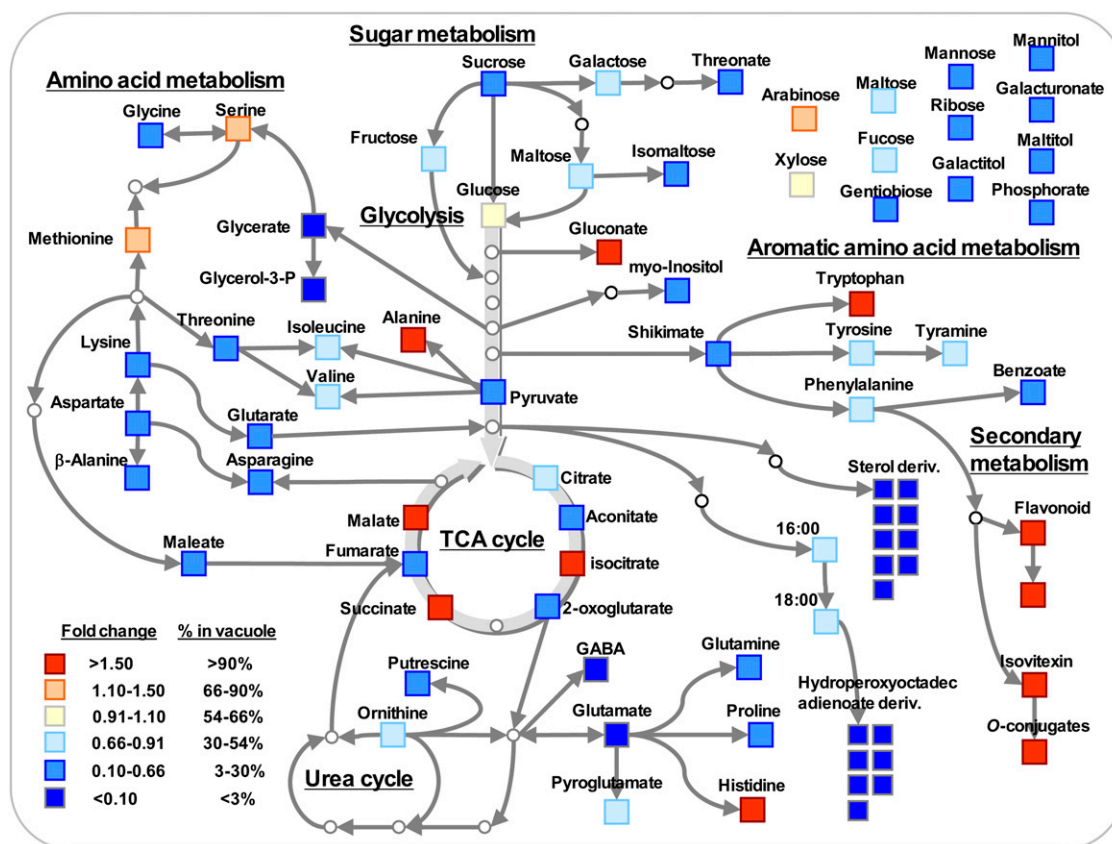 Sugar metabolism
Amino acid metabolism
Sucrose
Galactose
Threonate
Mannose
Mannitol
Arabinose
Maltose
Ribose
Galacturonate
Glycine
Serine
Fructose
Maltose
Isomaltose
Xylose
Fucose
Galactitol
Maltitol
Glucose
Gentiobiose
Phosphorate
Glycolysis
Methionine
Glycerate
Gluconate
Aromatic amino acid metabolism
Glycerol-3-P
myo-Inositol
Tryptophan
Threonine
Isoleucine
Alanine
Shikimate
Tyrosine
Tyramine
Lysine
Valine
Pyruvate
Phenylalanine
Benzoate
Aspartate
Glutarate
Secondary
metabolism
β-Alanine
Asparagine
Citrate
Sterol deriv.
Flavonoid
Malate
Aconitate
TCA cycle
16:00
Maleate
Fumarate
isocitrate
Succinate
2-oxoglutarate
18:00
Fold change
% in vacuole
>1.50
>90%
1.10-1.50
66-90%
0.91-1.10
54-66%
0.66-0.91
30-54%
0.10-0.66
3-30%
<0.10
<3%
Putrescine
GABA
Glutamine
Isovitexin
Hydroperoxyoctadec
adienoate deriv.
Ornithine
Glutamate
Proline
O-conjugates
Urea cycle
Pyroglutamate
Histidine